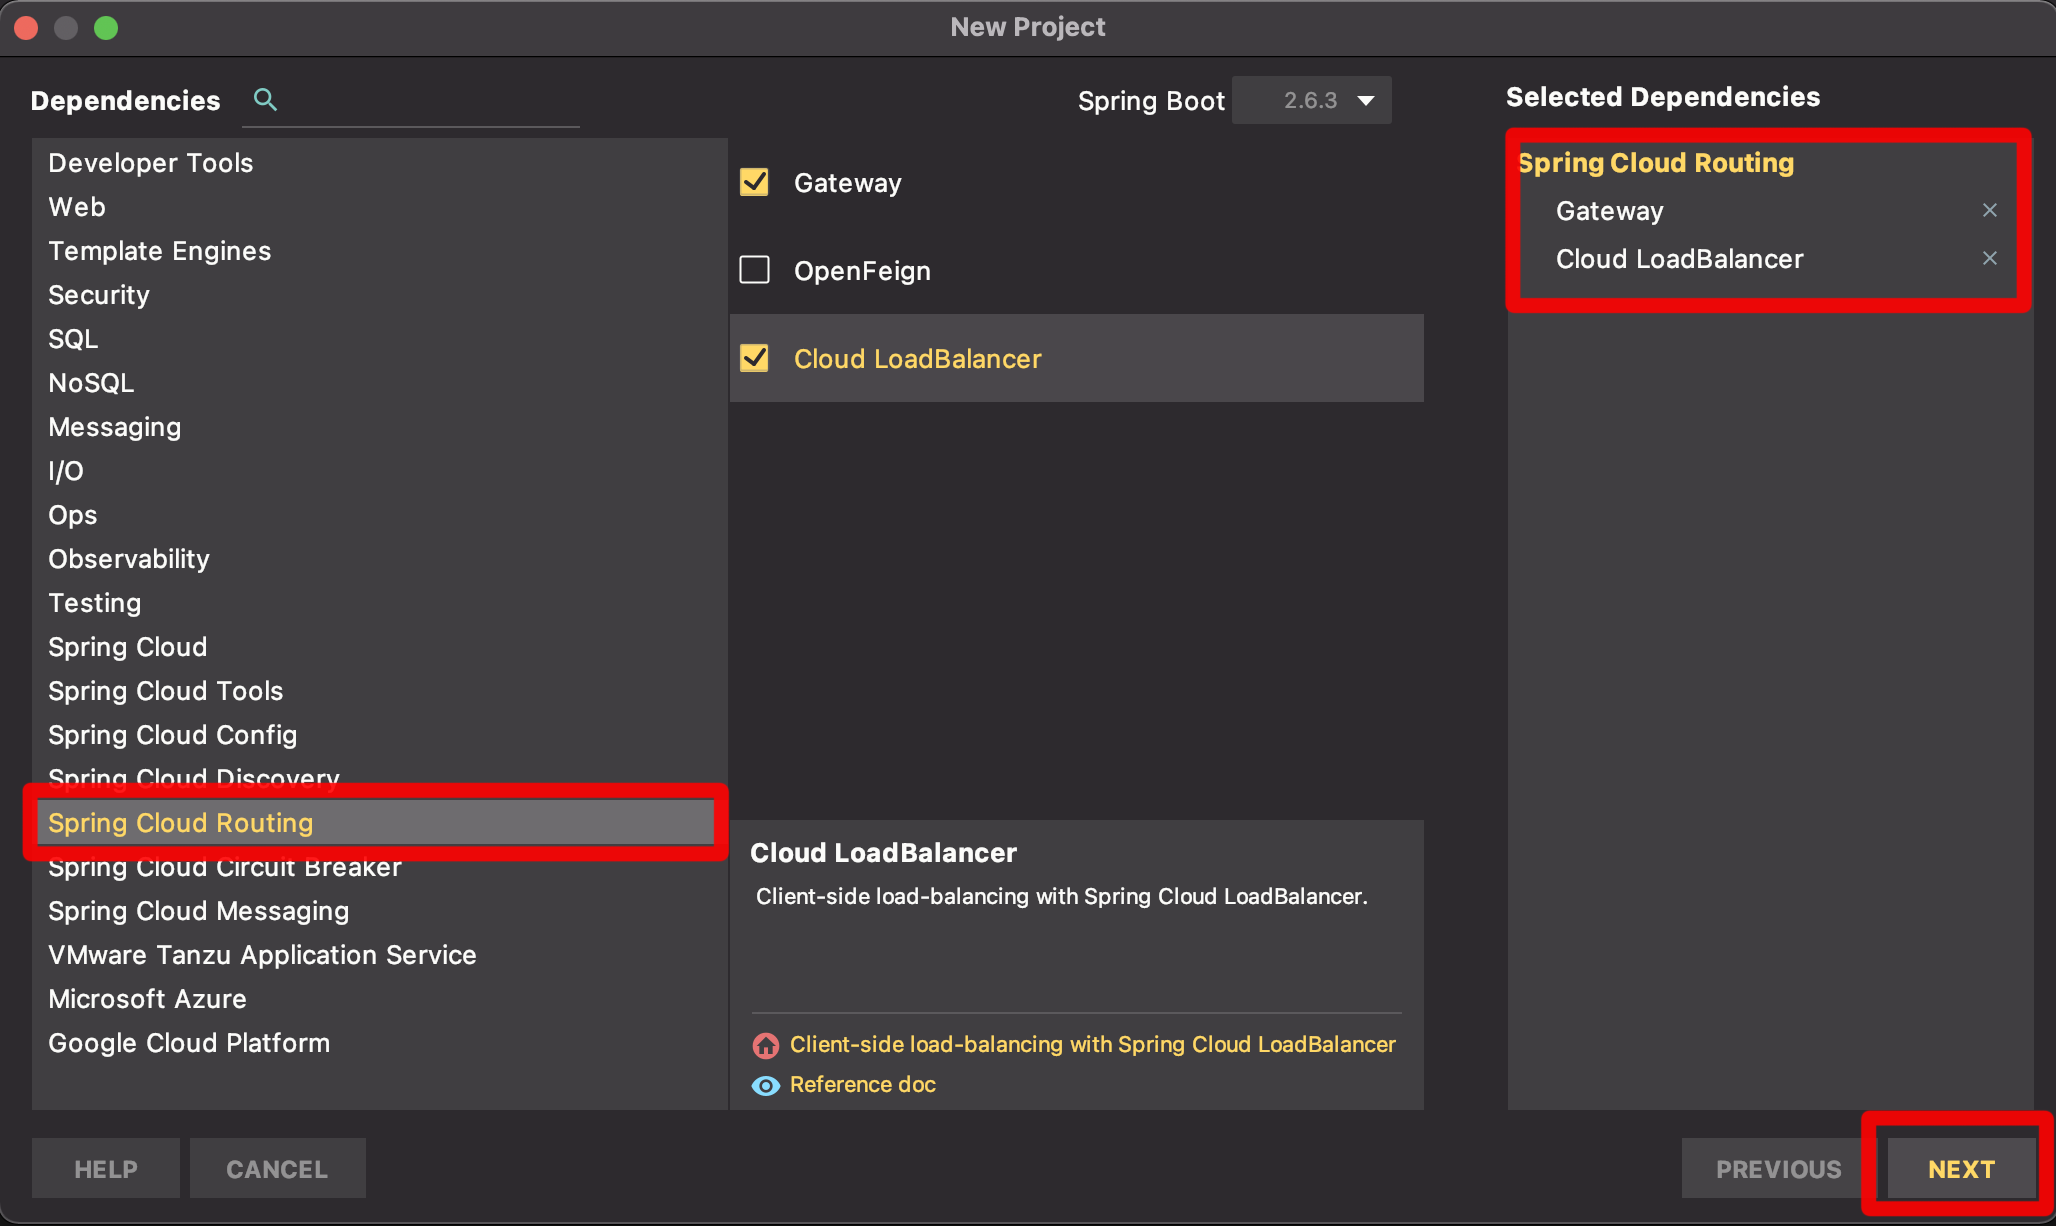 New Project
Dependencies
Spring Boot 2.6.3
Selected Dependencies
Developer Tools
Web
Template Engines
Security
SQL
NoSQL
Messaging
I/O
Ops
Observability
Testing
Spring Cloud
Spring Cloud Tools
Spring Cloud Config
Spring Cloud Discovery
Spring Cloud Routing
Spring Cloud Circuit Breaker
Spring Cloud Messaging
VMware Tanzu Application Service
Microsoft Azure
Google Cloud Platform
Gateway
OpenFeign
Cloud LoadBalancer
Cloud LoadBalancer
Client-side load-balancing with Spring Cloud LoadBalancer.
Client-side load-balancing with Spring Cloud LoadBalancer
Reference doc
Spring Cloud Routing
Gateway
Cloud LoadBalancer
HELP
CANCEL
PREVIOUS
NEXT